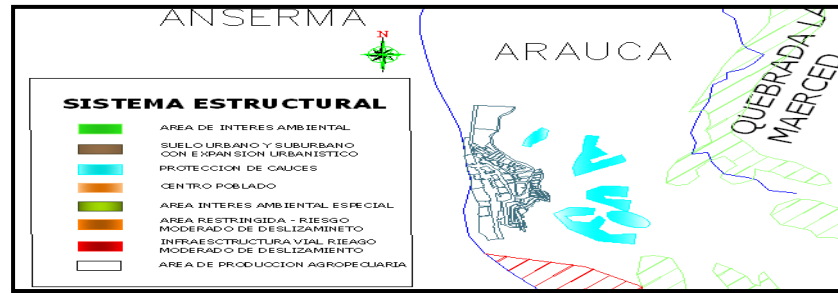 ANSERMA
N
ARAUCA
QUEBRADA LA
MAERCED
SISTEMA ESTRUCTURAL
AREA DE INTERES AMBIENTAL
SUELO URBANO Y SUBURBANO
CON EXPANSION URBANISTICO
PROTECCION DE CAUCES
CENTRO POBLADO
AREA INTERES AMBIENTAL ESPECIAL
AREA RESTRINGIDA - RIESGO
MODERADO DE DESLIZAMINETO
INFRAESCTRUCTURA VIAL RIEAGO
MODERADO DE DESLIZAMIENTO
AREA DE PRODUCCION AGROPECUARIA